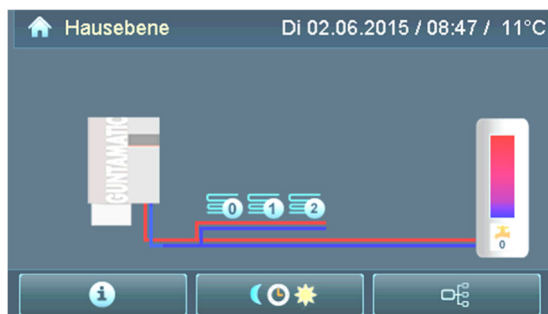 Hausebene Di 02.06.2015 / 08:47 / 11°C
GUNTAMATIC
0 1 2
0
i